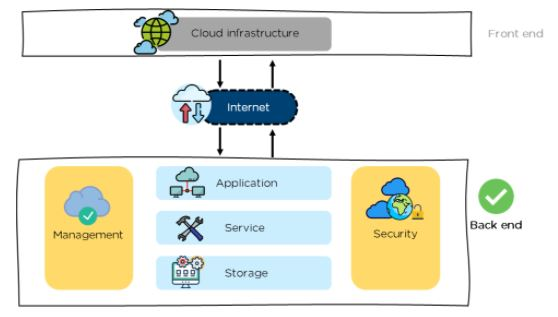 Cloud infrastructure
Front end
Internet
Application
Management
Service
Security
Storage
Back end